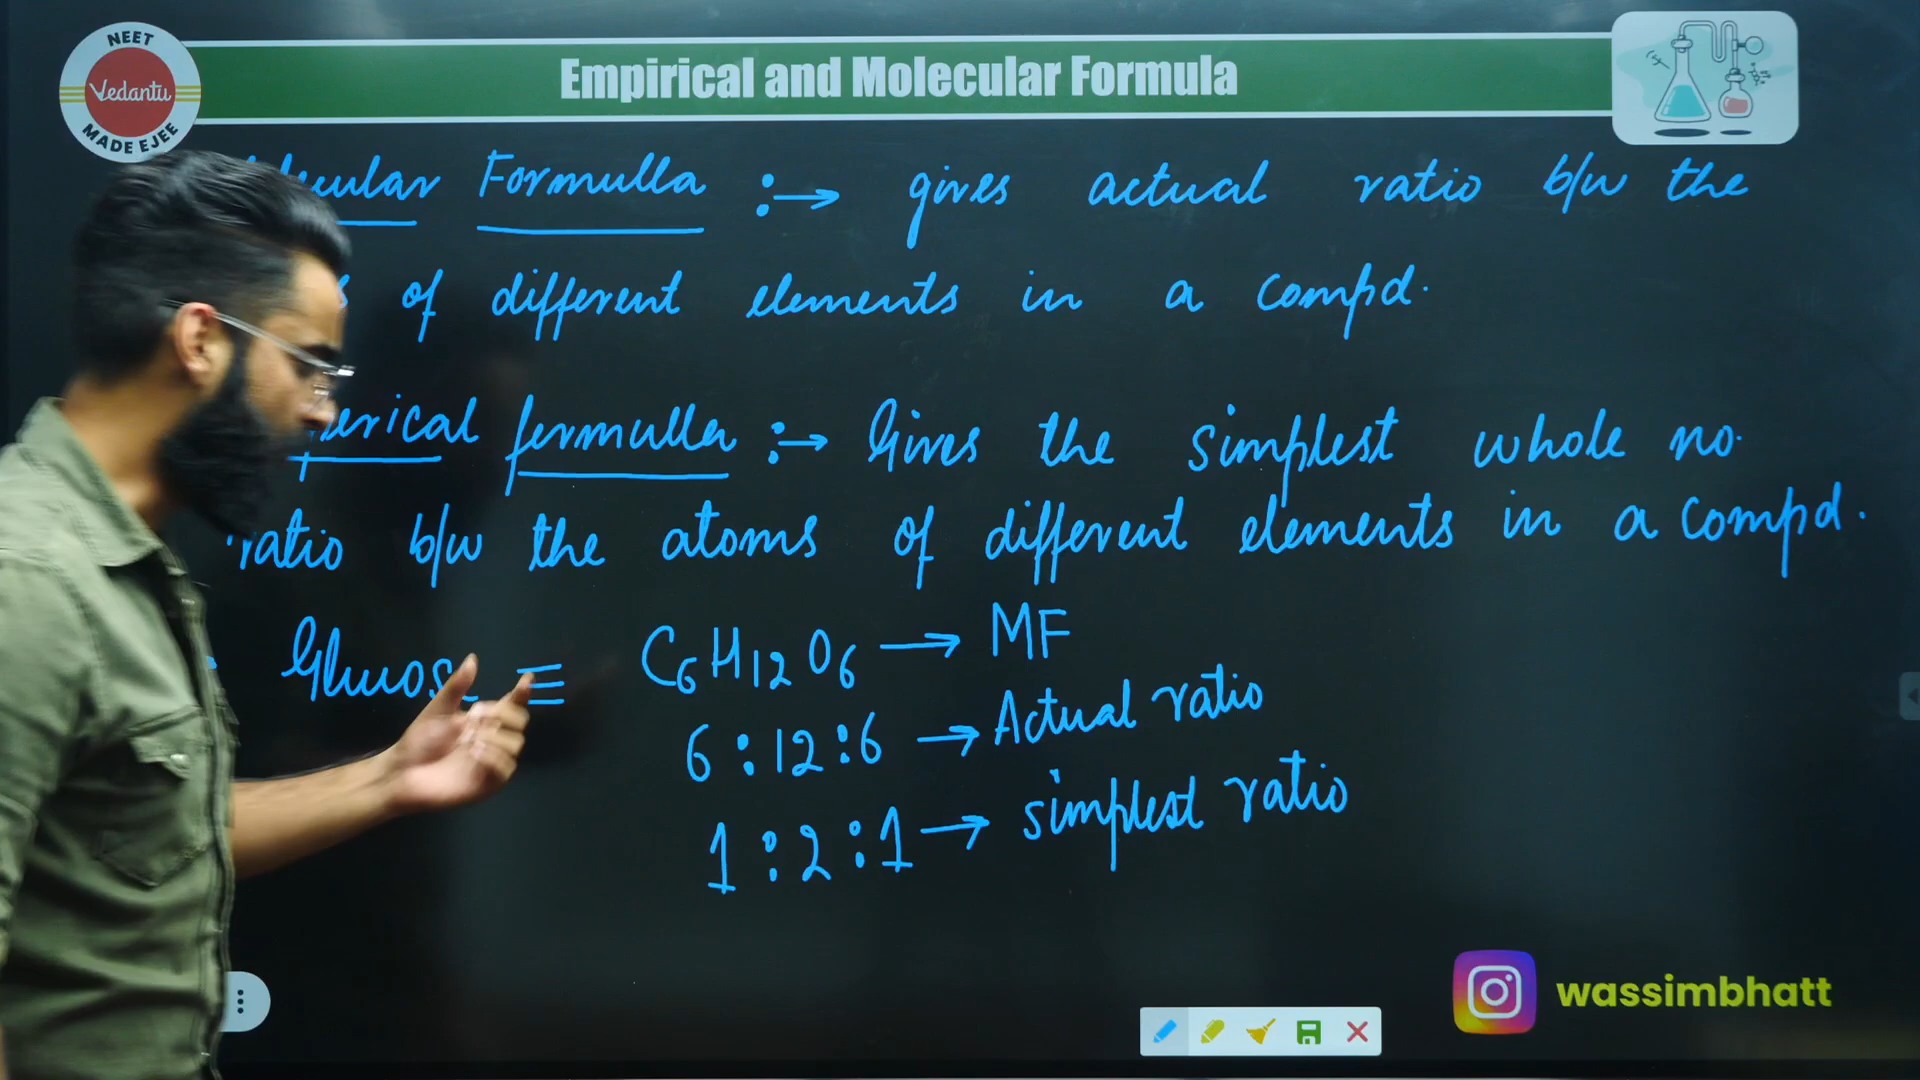 NEET
Vedantu
MADE EJEE
Empirical and Molecular Formula
Formulla :→ gives actual ratio b/w the
of different elements in a compd.
fermulla :→ Gives the simplest whole no.
ratio b/w the atoms of different elements in a compd.
Glucose ≡ C6H12O6 → MF
6:12:6 → Actual ratio
1:2:1 → simplest ratio
wassimbhatt